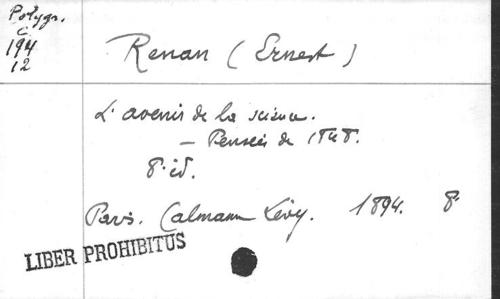 Polygr.
C
194
12
Renan (Ernest)
L'avenir de la science.
— Pensées de 1848.
8e éd.
Paris. Calmann Lévy. 1894. 8°
LIBER PROHIBITUS